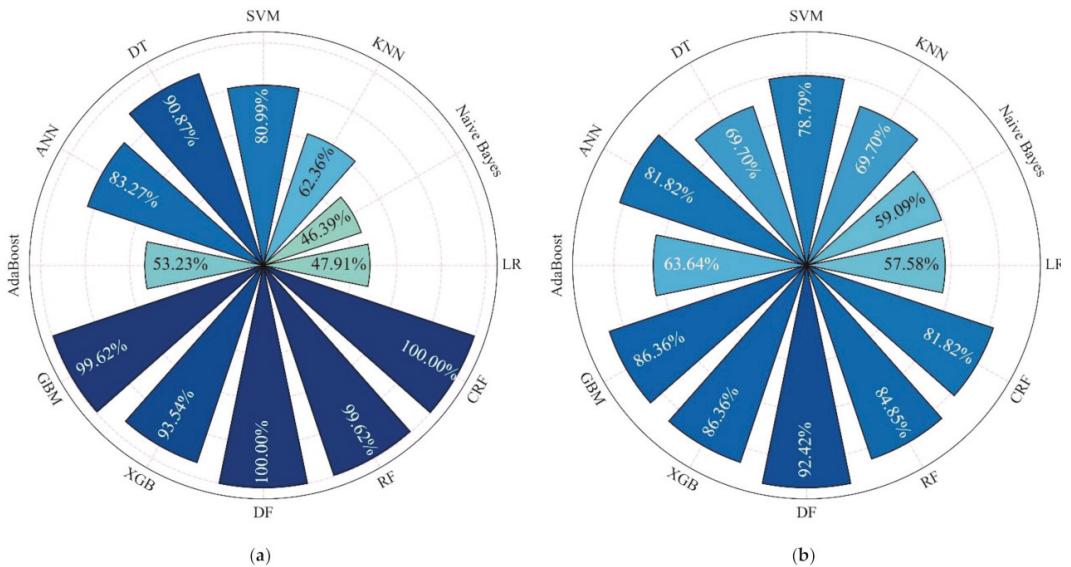 SVM
DT
KNN
ANN
Naive Bayes
AdaBoost
LR
GBM
CRF
XGB
RF
DF
90.87%
80.99%
62.36%
83.27%
46.39%
53.23%
47.91%
99.62%
100.00%
93.54%
99.62%
100.00%
(a)
SVM
DT
KNN
ANN
Naive Bayes
AdaBoost
LR
GBM
CRF
XGB
RF
DF
78.79%
69.70%
69.70%
81.82%
59.09%
63.64%
57.58%
86.36%
81.82%
86.36%
84.85%
92.42%
(b)